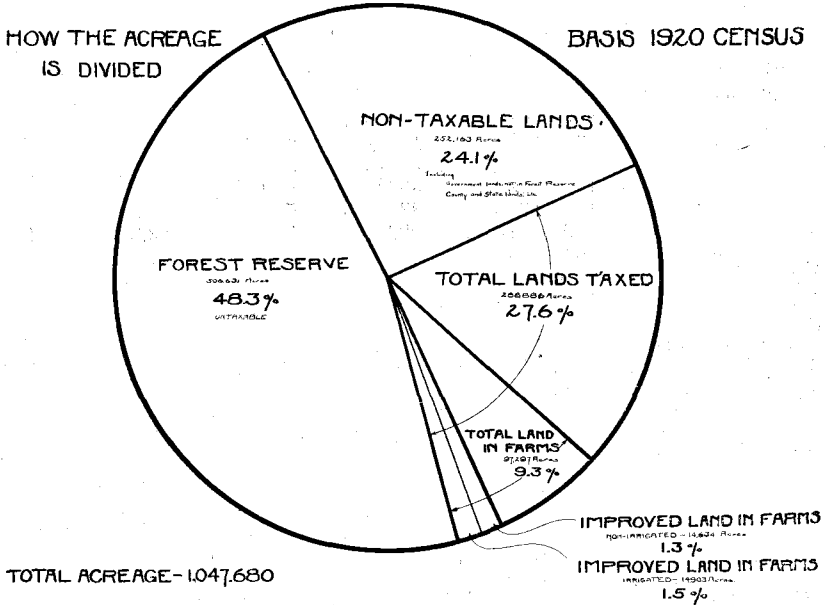 HOW THE ACREAGE
IS DIVIDED
BASIS 1920 CENSUS
NON-TAXABLE LANDS.
252,163 Acres
24.1%
Including
Government lands, not in Forest Reserve
County and State lands, etc.
FOREST RESERVE
506,631 Acres
48.3%
UNTAXABLE
TOTAL LANDS TAXED
288886 Acres
27.6%
TOTAL LAND
IN FARMS
97,297 Acres
9.3%
IMPROVED LAND IN FARMS
NON-IRRIGATED - 14,634 Acres
1.3%
IMPROVED LAND IN FARMS
IRRIGATED - 14903 Acres
1.5%
TOTAL ACREAGE-1,047,680